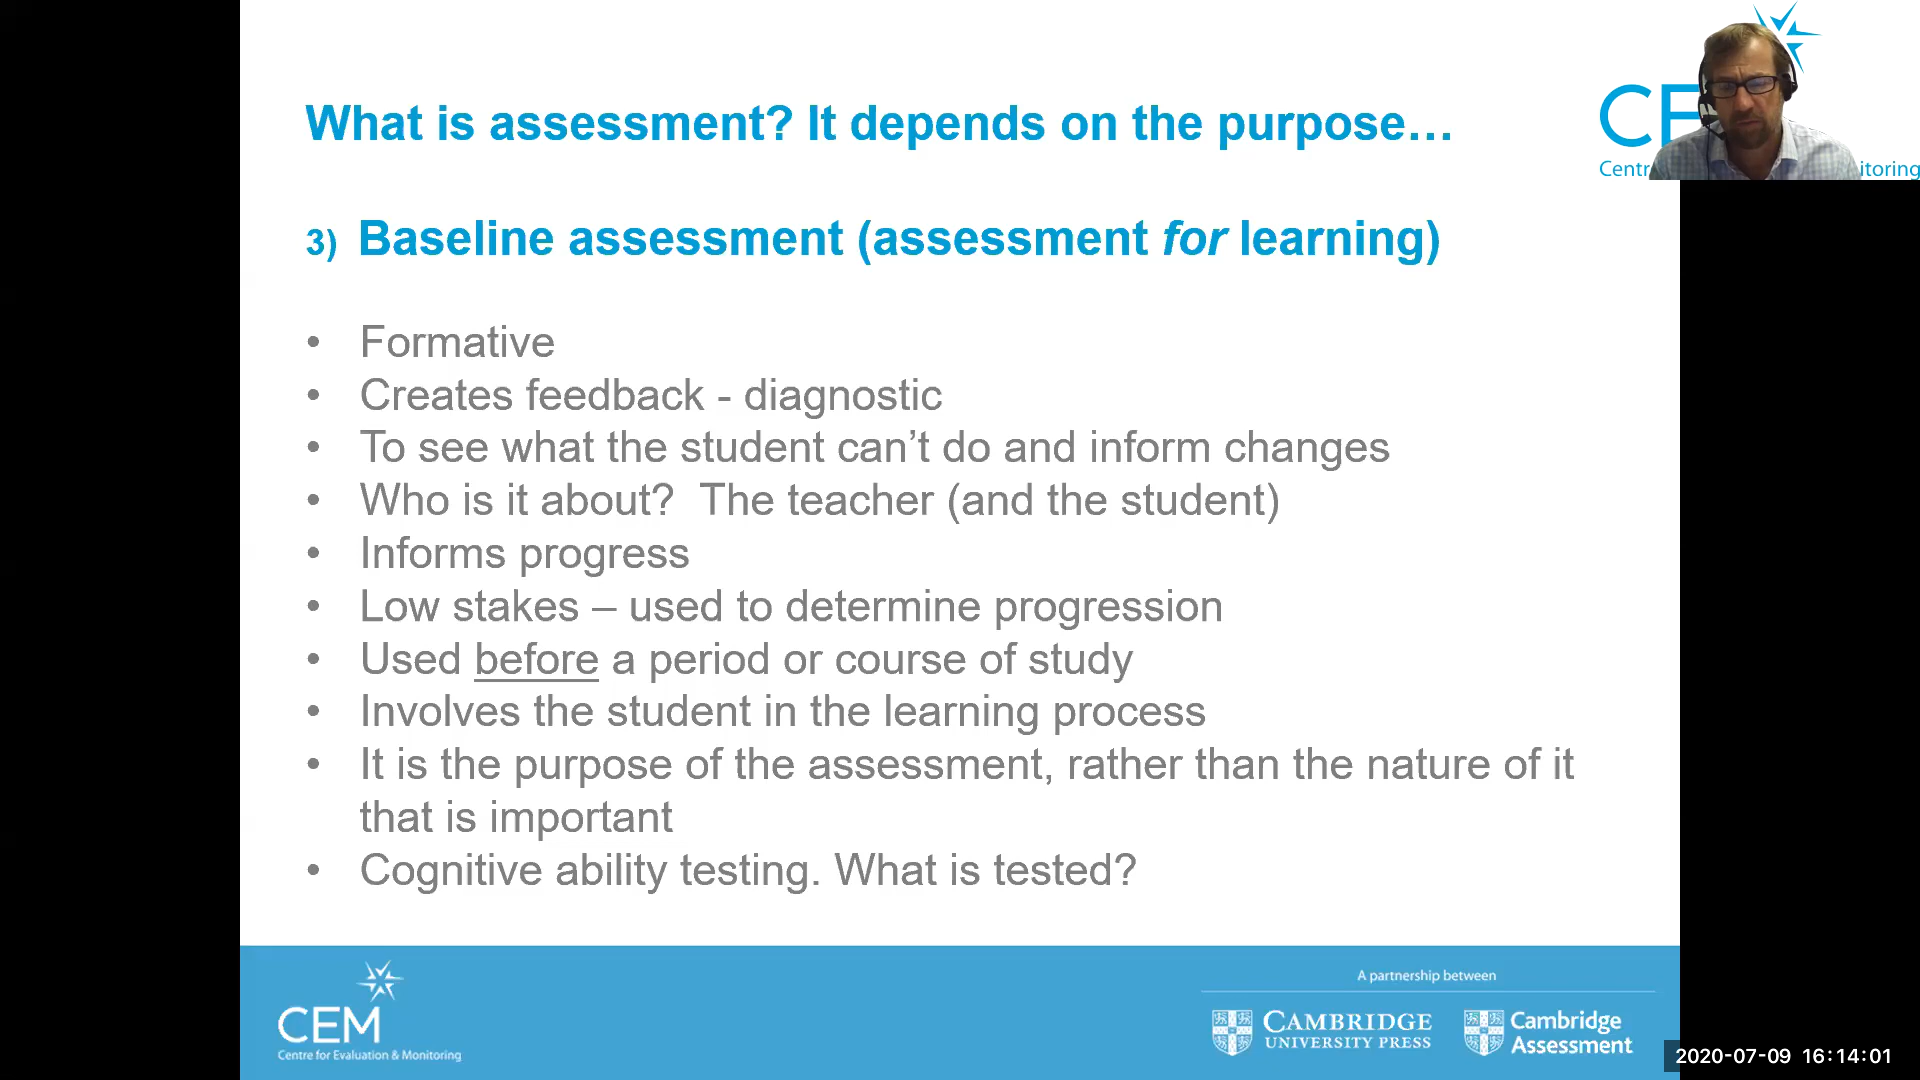 What is assessment? It depends on the purpose…
3) Baseline assessment (assessment for learning)
• Formative
• Creates feedback - diagnostic
• To see what the student can’t do and inform changes
• Who is it about?  The teacher (and the student)
• Informs progress
• Low stakes – used to determine progression
• Used before a period or course of study
• Involves the student in the learning process
• It is the purpose of the assessment, rather than the nature of it
that is important
• Cognitive ability testing. What is tested?
CEM
Centre for Evaluation & Monitoring
A partnership between
CAMBRIDGE
UNIVERSITY PRESS
Cambridge
Assessment
2020-07-09 16:14:01